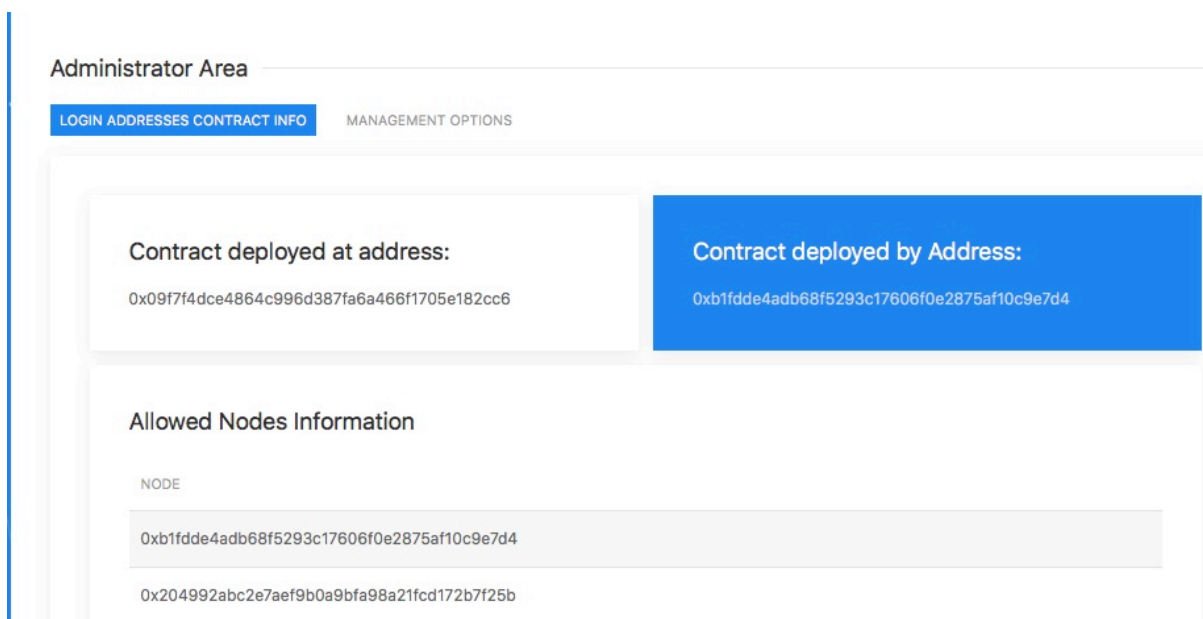 Administrator Area
LOGIN ADDRESSES CONTRACT INFO MANAGEMENT OPTIONS
Contract deployed at address: Contract deployed by Address:
0x09f7f4dce4864c996d387fa6a466f1705e182cc6 0xb1fdde4adb68f5293c17606f0e2875af10c9e7d4
Allowed Nodes Information
NODE
0xb1fdde4adb68f5293c17606f0e2875af10c9e7d4
0x204992abc2e7aef9b0a9bfa98a21fcd172b7f25b